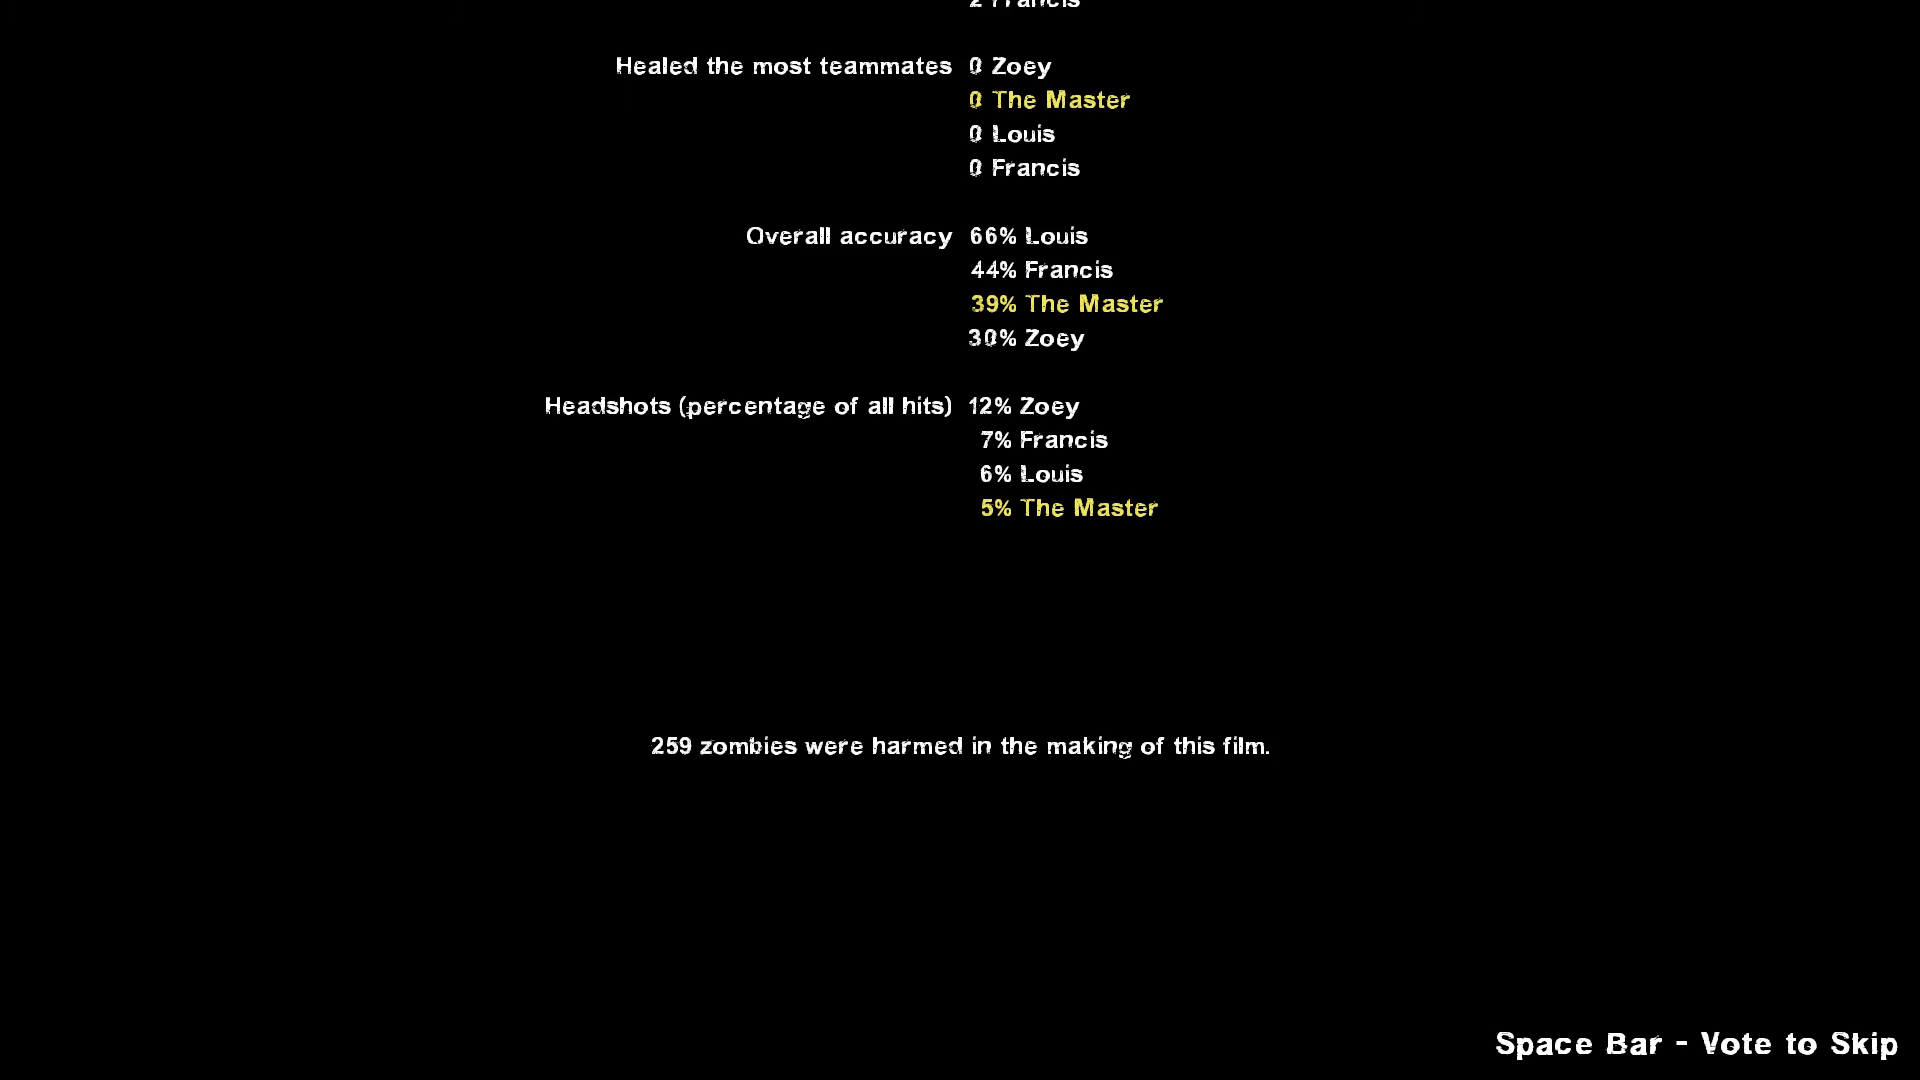 2 Francis
Healed the most teammates 0 Zoey
0 The Master
0 Louis
0 Francis
Overall accuracy 66% Louis
44% Francis
39% The Master
30% Zoey
Headshots (percentage of all hits) 12% Zoey
7% Francis
6% Louis
5% The Master
259 zombies were harmed in the making of this film.
Space Bar - Vote to Skip